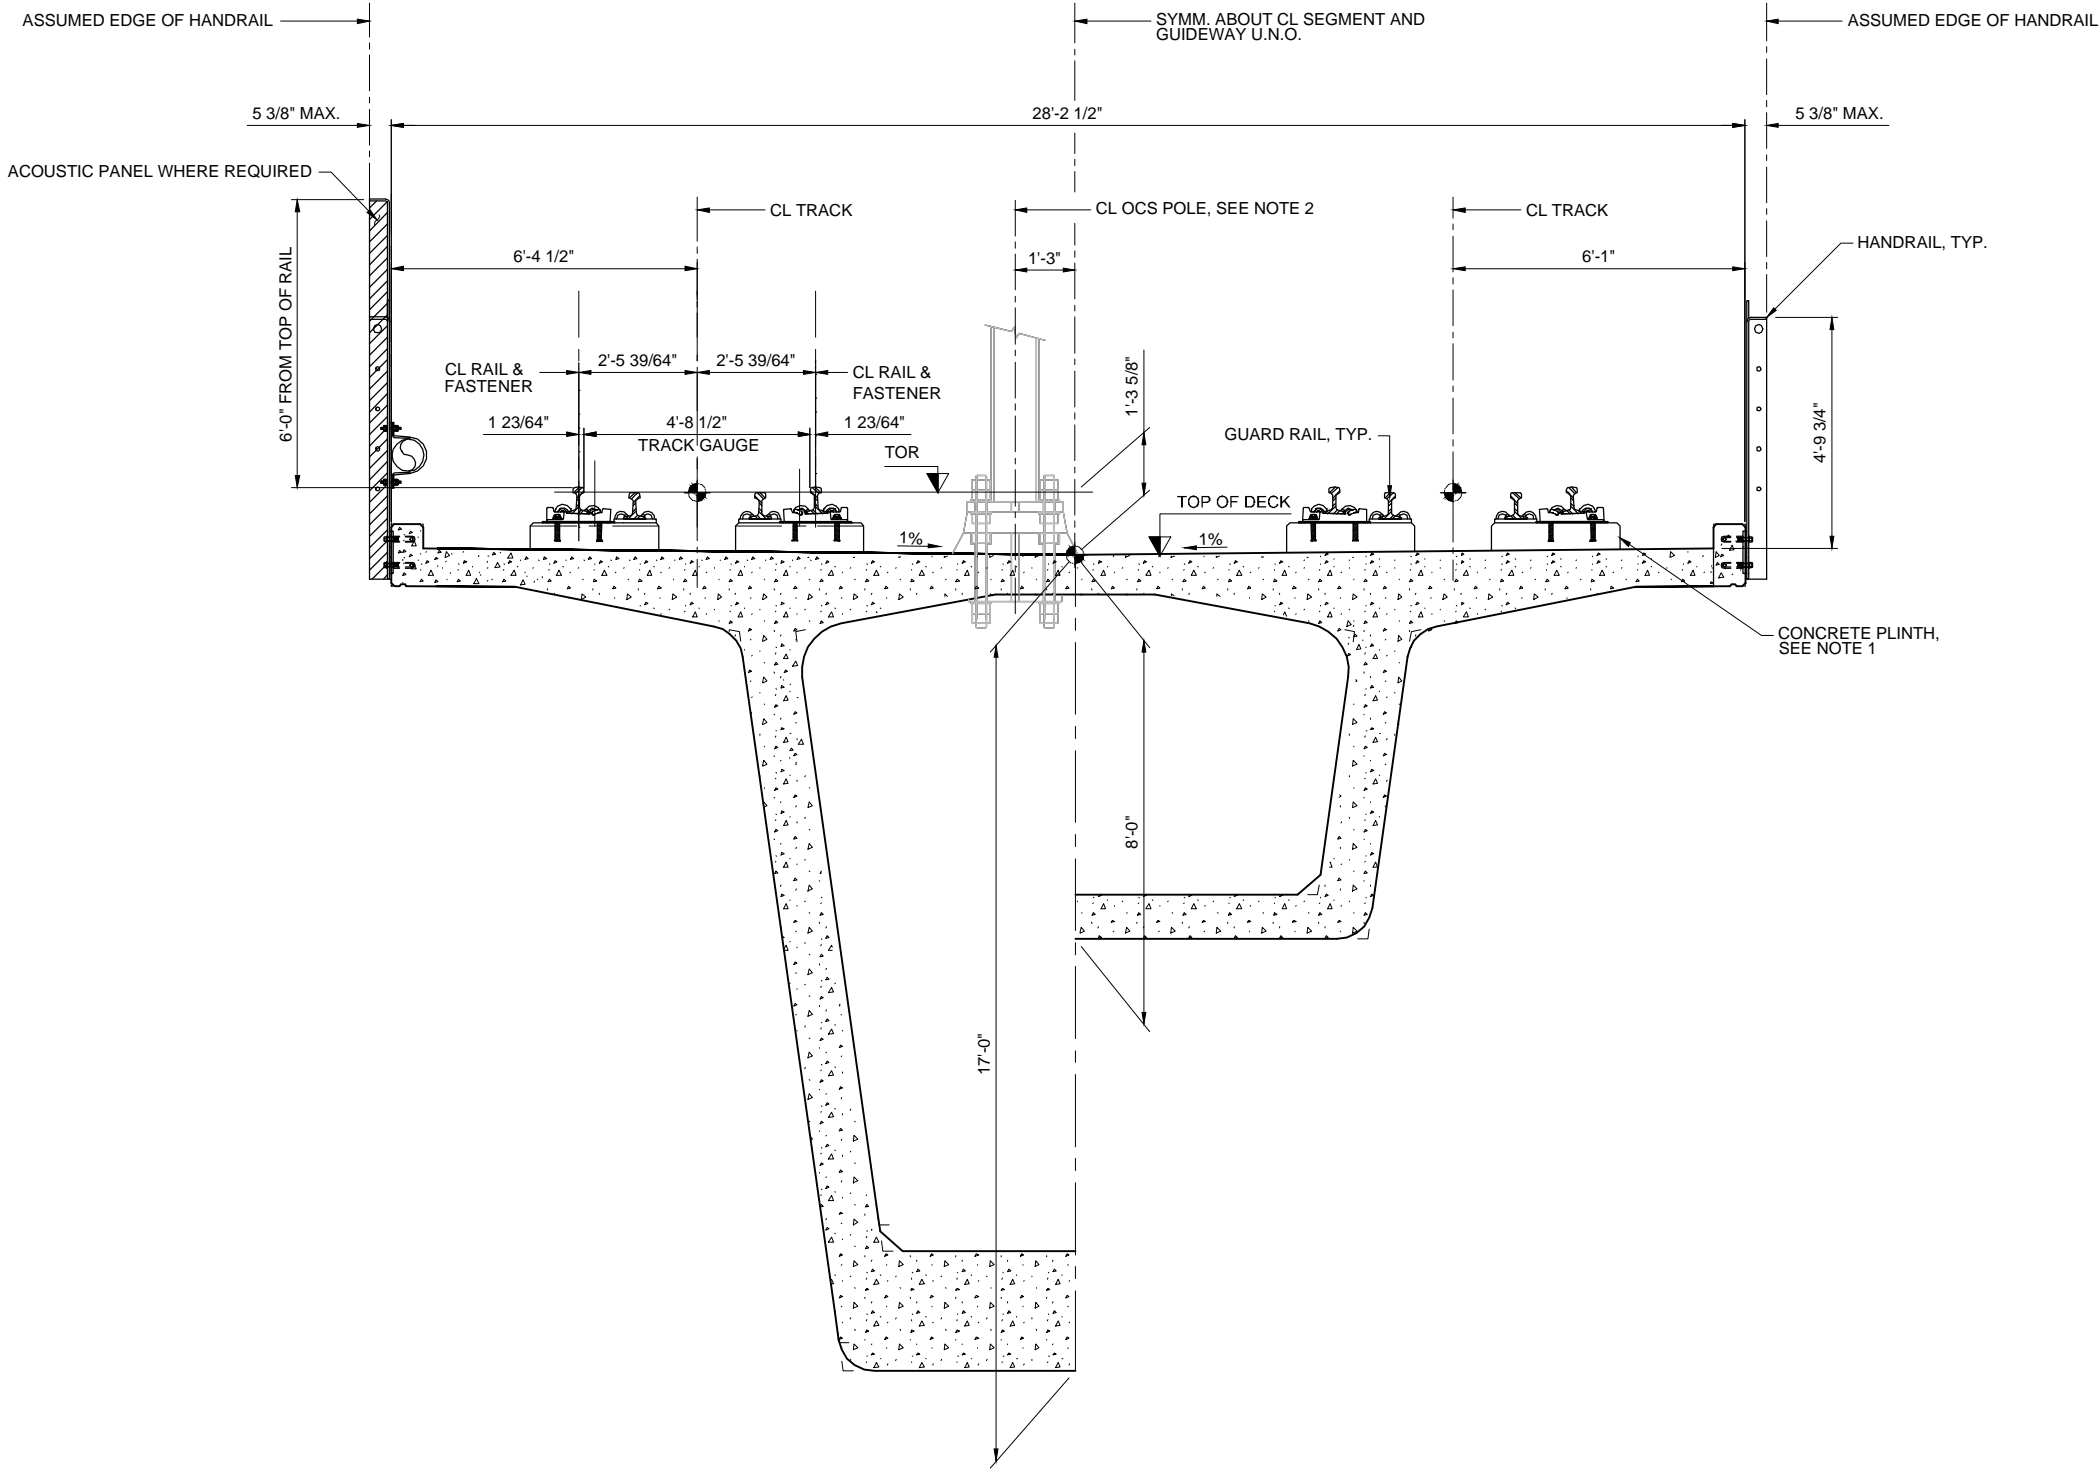 ASSUMED EDGE OF HANDRAIL
SYMM. ABOUT CL SEGMENT AND
GUIDEWAY U.N.O.
ASSUMED EDGE OF HANDRAIL
5 3/8" MAX.
28'-2 1/2"
5 3/8" MAX.
ACOUSTIC PANEL WHERE REQUIRED
CL TRACK
CL OCS POLE, SEE NOTE 2
CL TRACK
HANDRAIL, TYP.
6'-4 1/2"
1'-3"
6'-1"
6'-0" FROM TOP OF RAIL
CL RAIL &
FASTENER
2'-5 39/64"
2'-5 39/64"
CL RAIL &
FASTENER
1'-3 5/8"
1 23/64"
4'-8 1/2"
TRACK GAUGE
1 23/64"
TOR
GUARD RAIL, TYP.
4'-9 3/4"
TOP OF DECK
1%
1%
CONCRETE PLINTH,
SEE NOTE 1
8'-0"
17'-0"